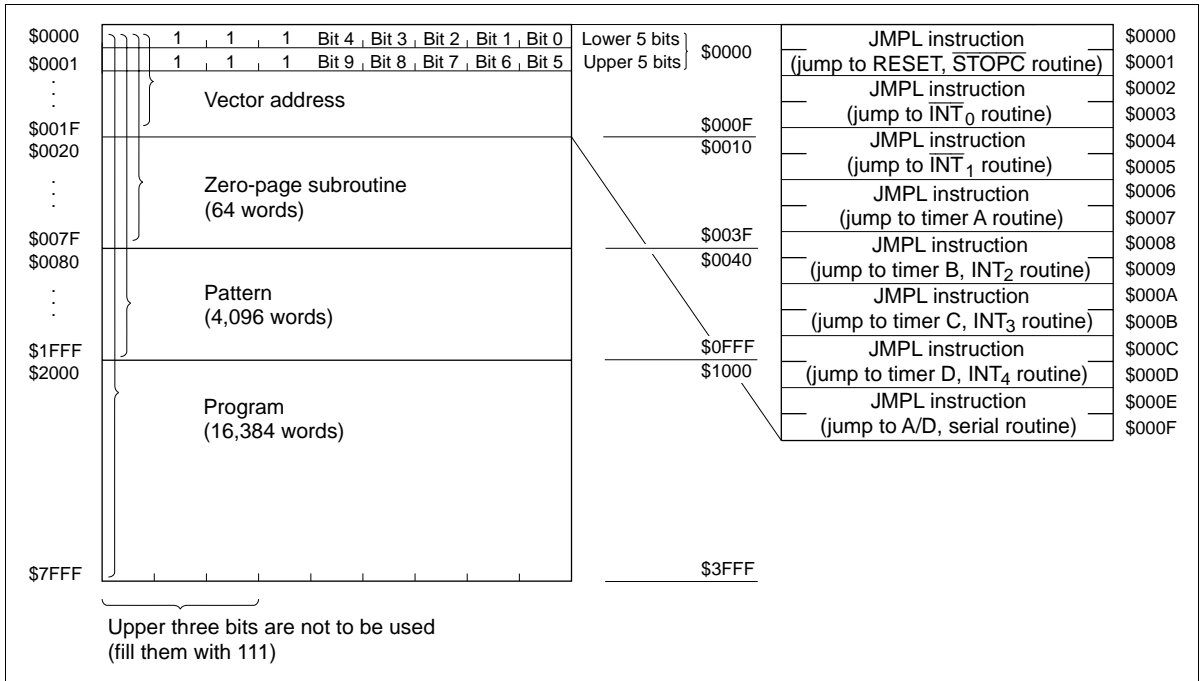 $0000
1 1 1 Bit 4 Bit 3 Bit 2 Bit 1 Bit 0
Lower 5 bits
$0001
1 1 1 Bit 9 Bit 8 Bit 7 Bit 6 Bit 5
Upper 5 bits
$0000
Vector address
$001F
$000F
$0020
$0010
Zero-page subroutine
(64 words)
$007F
$003F
$0080
$0040
Pattern
(4,096 words)
$1FFF
$0FFF
$2000
$1000
Program
(16,384 words)
$7FFF
$3FFF
Upper three bits are not to be used
(fill them with 111)
JMPL instruction
$0000
(jump to RESET, STOPC routine)
$0001
JMPL instruction
$0002
(jump to INT0 routine)
$0003
JMPL instruction
$0004
(jump to INT1 routine)
$0005
JMPL instruction
$0006
(jump to timer A routine)
$0007
JMPL instruction
$0008
(jump to timer B, INT2 routine)
$0009
JMPL instruction
$000A
(jump to timer C, INT3 routine)
$000B
JMPL instruction
$000C
(jump to timer D, INT4 routine)
$000D
JMPL instruction
$000E
(jump to A/D, serial routine)
$000F